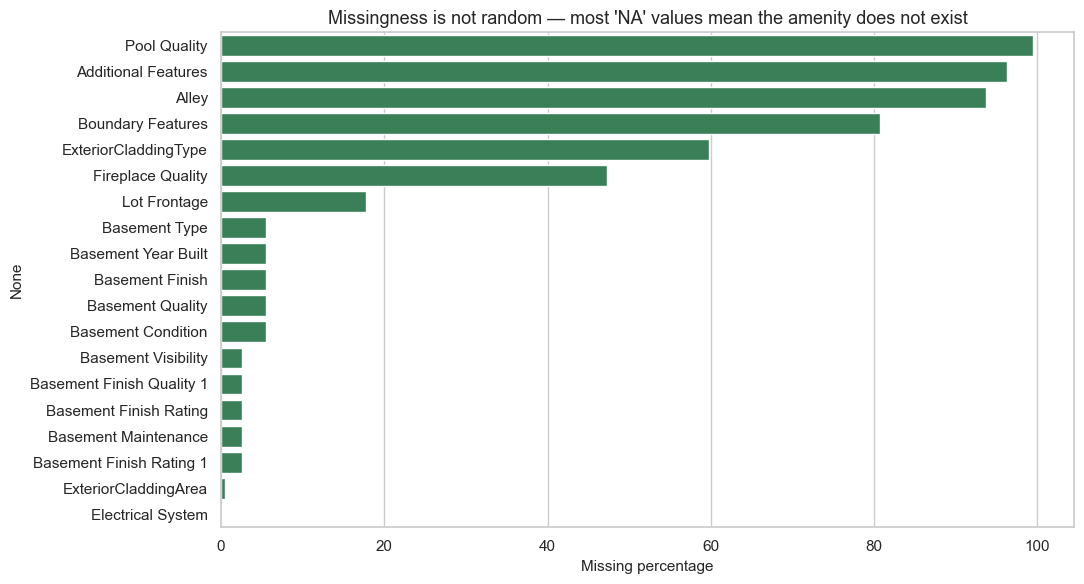 Missingness is not random — most 'NA' values mean the amenity does not exist
Pool Quality
Additional Features
Alley
Boundary Features
ExteriorCladdingType
Fireplace Quality
Lot Frontage
Basement Type
Basement Year Built
Basement Finish
Basement Quality
Basement Condition
Basement Visibility
Basement Finish Quality 1
Basement Finish Rating
Basement Maintenance
Basement Finish Rating 1
ExteriorCladdingArea
Electrical System
None
0 20 40 60 80 100
Missing percentage